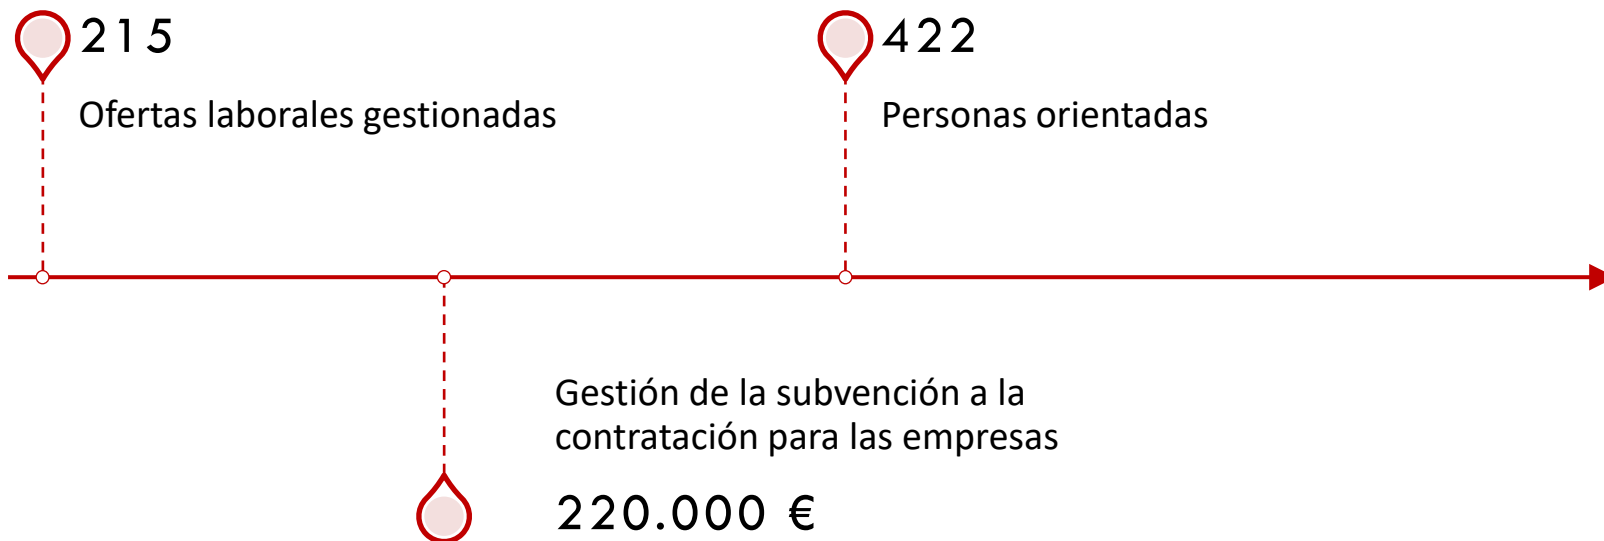 215
Ofertas laborales gestionadas
422
Personas orientadas
Gestión de la subvención a la
contratación para las empresas
220.000 €